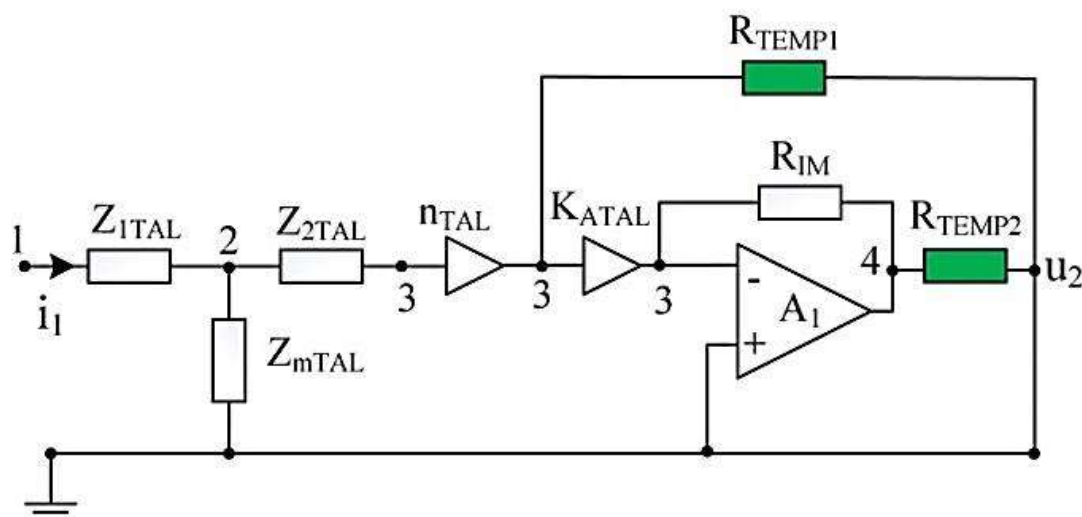 R_TEMP1
R_IM
K_ATAL
n_TAL
R_TEMP2
Z_1TAL
Z_2TAL
1
2
3
3
3
4
u_2
i_1
-
A_1
+
Z_mTAL